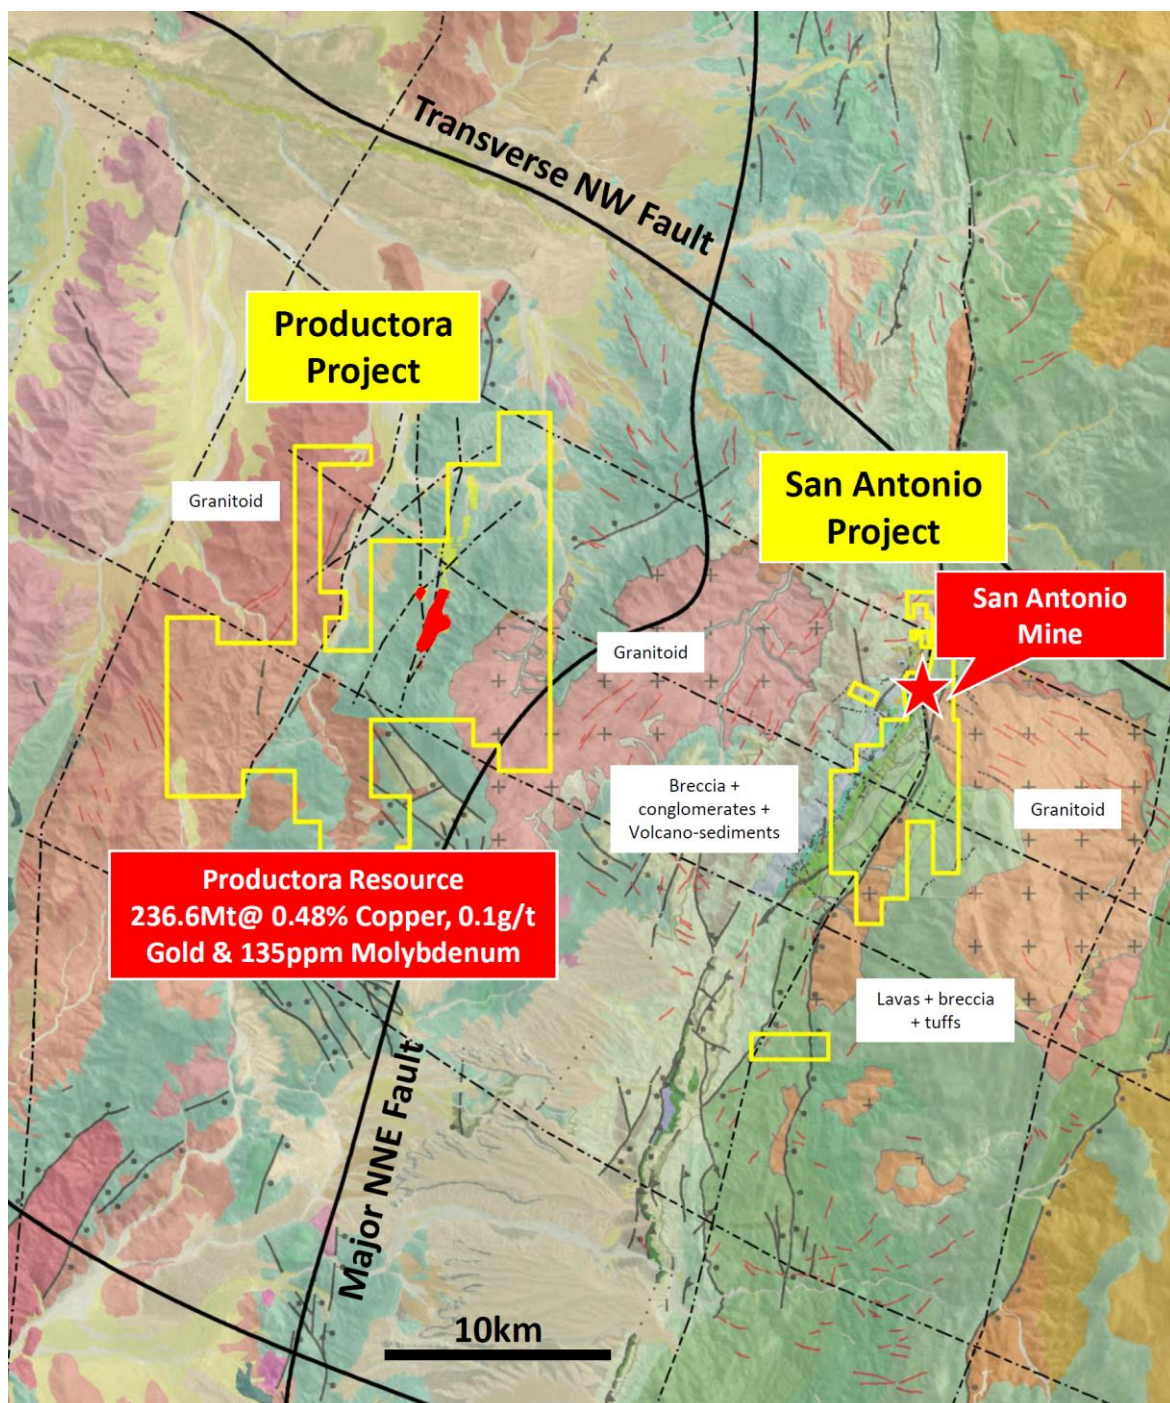 Transverse NW Fault
Productora
Project
Granitoid
San Antonio
Project
San Antonio
Mine
Granitoid
Breccia +
conglomerates +
Volcano-sediments
Granitoid
Productora Resource
236.6Mt@ 0.48% Copper, 0.1g/t
Gold & 135ppm Molybdenum
Lavas + breccia
+ tuffs
Major NNE Fault
10km